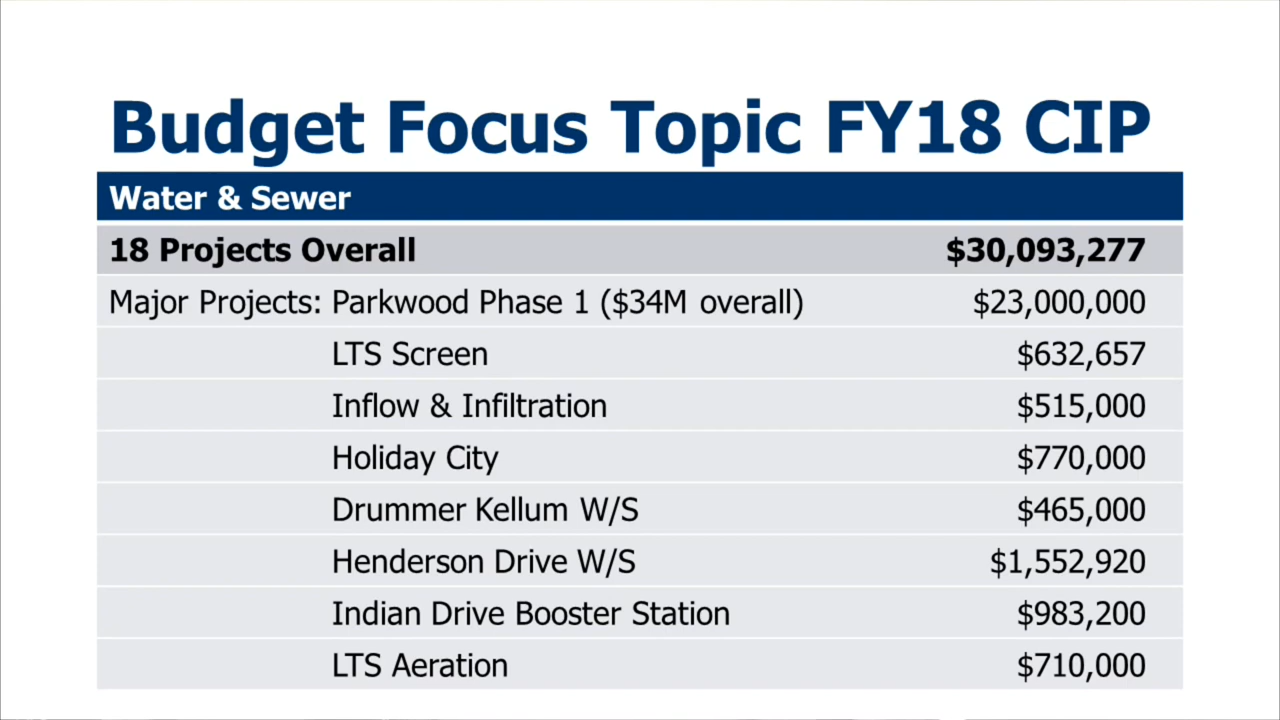 Budget Focus Topic FY18 CIP
Water & Sewer
18 Projects Overall $30,093,277
Major Projects: Parkwood Phase 1 ($34M overall) $23,000,000
LTS Screen $632,657
Inflow & Infiltration $515,000
Holiday City $770,000
Drummer Kellum W/S $465,000
Henderson Drive W/S $1,552,920
Indian Drive Booster Station $983,200
LTS Aeration $710,000